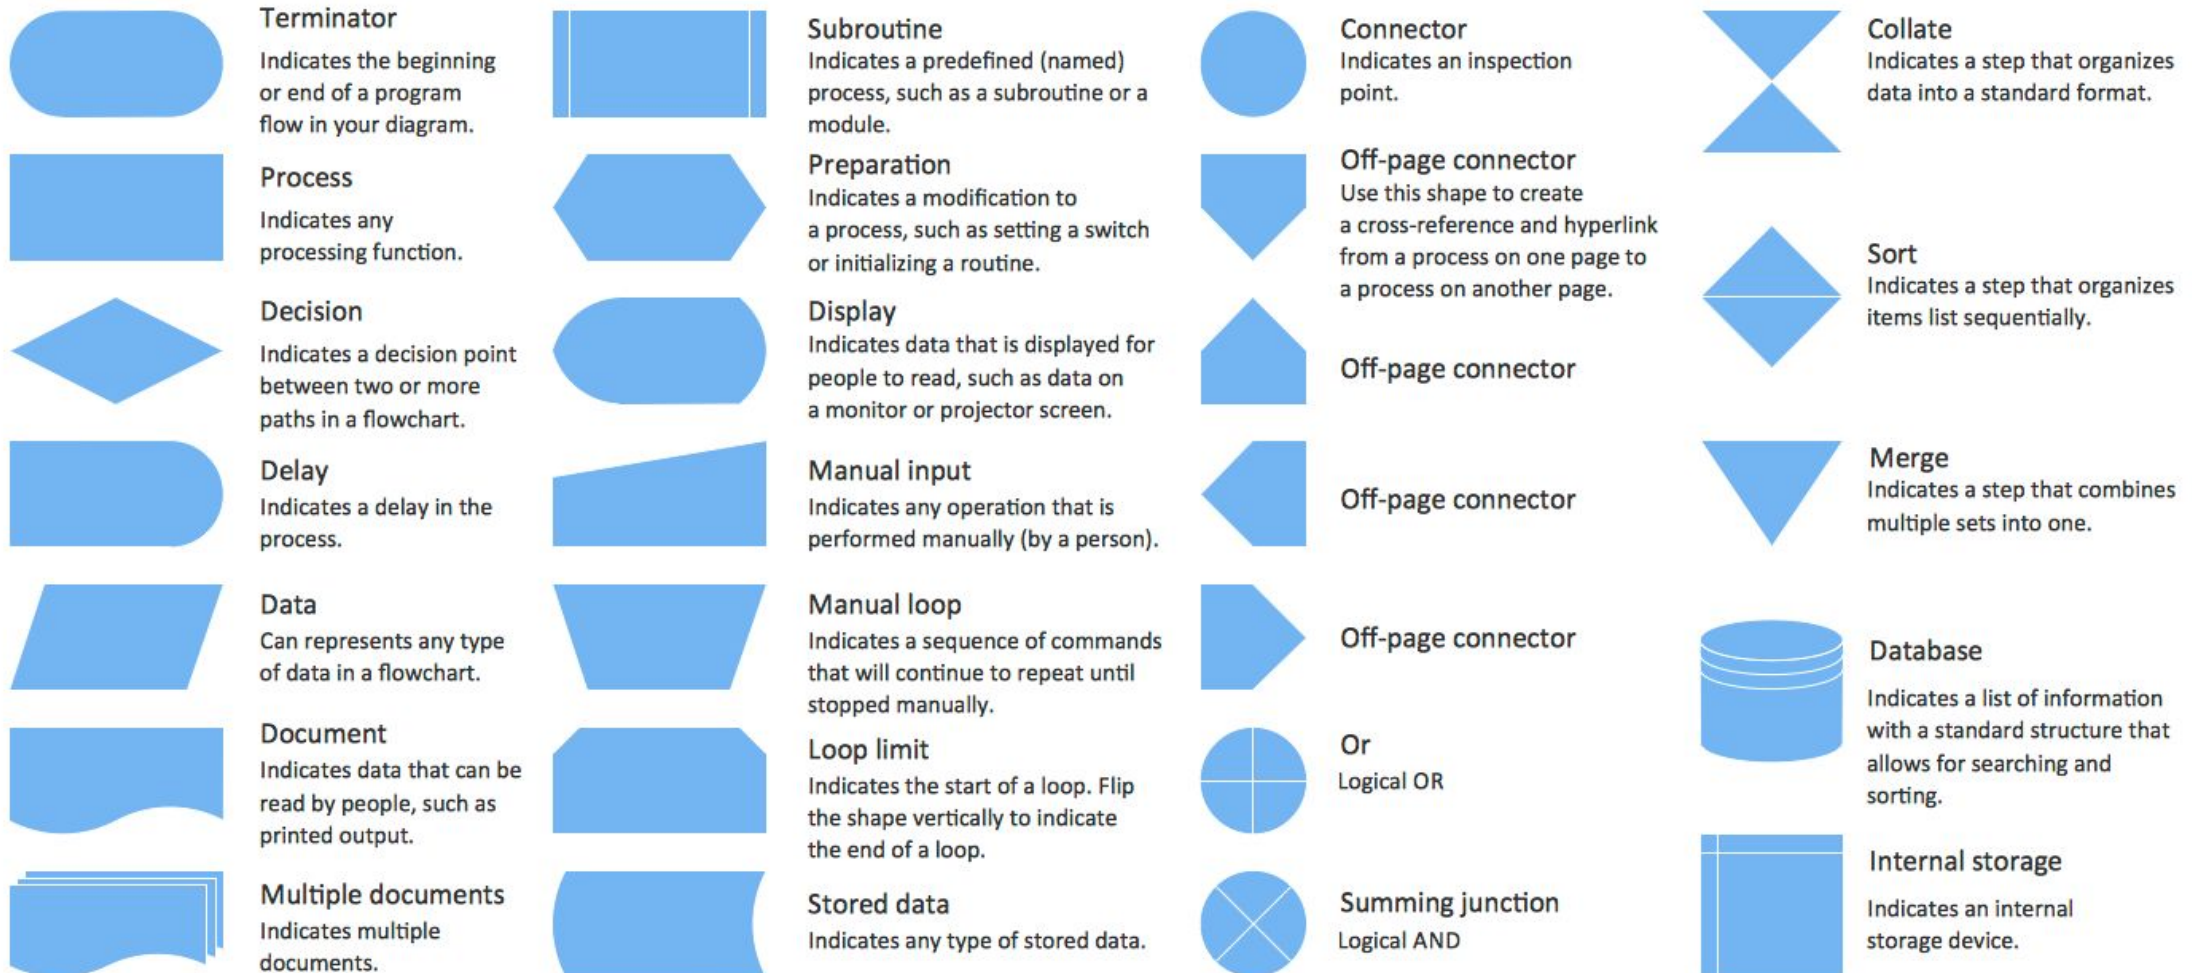 Terminator
Indicates the beginning
or end of a program
flow in your diagram.
Process
Indicates any
processing function.
Decision
Indicates a decision point
between two or more
paths in a flowchart.
Delay
Indicates a delay in the
process.
Data
Can represents any type
of data in a flowchart.
Document
Indicates data that can be
read by people, such as
printed output.
Multiple documents
Indicates multiple
documents.
Subroutine
Indicates a predefined (named)
process, such as a subroutine or a
module.
Preparation
Indicates a modification to
a process, such as setting a switch
or initializing a routine.
Display
Indicates data that is displayed for
people to read, such as data on
a monitor or projector screen.
Manual input
Indicates any operation that is
performed manually (by a person).
Manual loop
Indicates a sequence of commands
that will continue to repeat until
stopped manually.
Loop limit
Indicates the start of a loop. Flip
the shape vertically to indicate
the end of a loop.
Stored data
Indicates any type of stored data.
Connector
Indicates an inspection
point.
Off-page connector
Use this shape to create
a cross-reference and hyperlink
from a process on one page to
a process on another page.
Off-page connector
Off-page connector
Off-page connector
Or
Logical OR
Summing junction
Logical AND
Collate
Indicates a step that organizes
data into a standard format.
Sort
Indicates a step that organizes
items list sequentially.
Merge
Indicates a step that combines
multiple sets into one.
Database
Indicates a list of information
with a standard structure that
allows for searching and
sorting.
Internal storage
Indicates an internal
storage device.